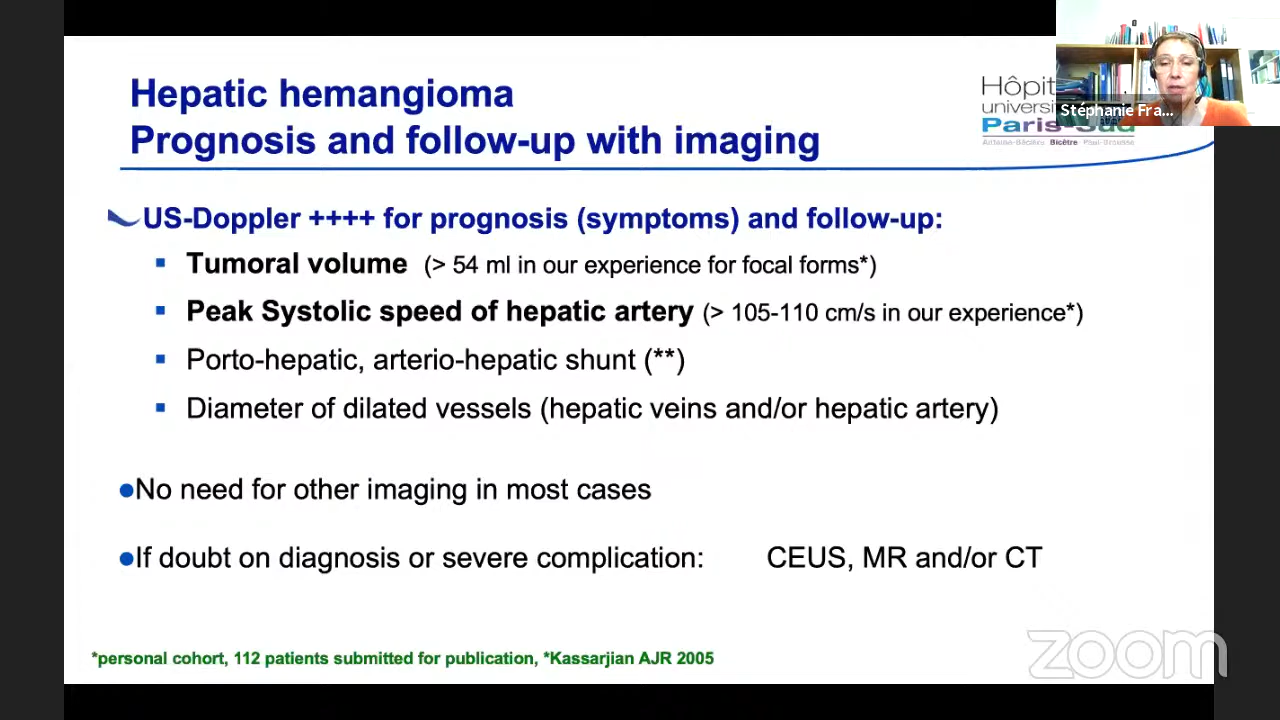 Hepatic hemangioma
Prognosis and follow-up with imaging
Hôpit
universi
Paris-Sud
Bicêtre
Stéphanie Fra...
US-Doppler ++++ for prognosis (symptoms) and follow-up:
Tumoral volume (> 54 ml in our experience for focal forms*)
Peak Systolic speed of hepatic artery (> 105-110 cm/s in our experience*)
Porto-hepatic, arterio-hepatic shunt (**)
Diameter of dilated vessels (hepatic veins and/or hepatic artery)
●No need for other imaging in most cases
●If doubt on diagnosis or severe complication: CEUS, MR and/or CT
*personal cohort, 112 patients submitted for publication, *Kassarjian AJR 2005
zoom